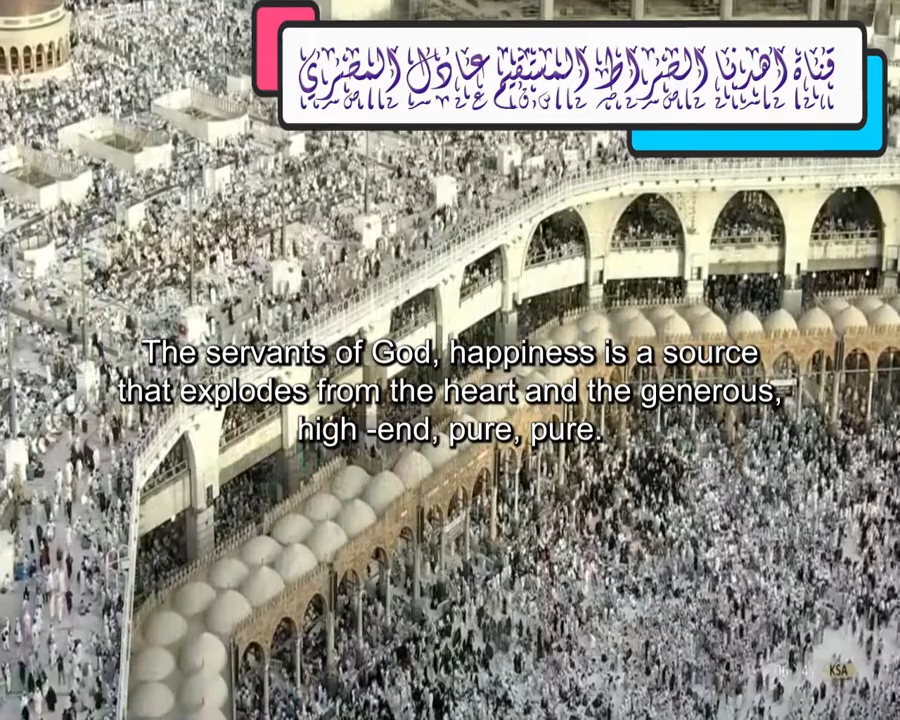 قناة اهدنا الصراط المستقيم عادل المصري
The servants of God, happiness is a source
that explodes from the heart and the generous,
high -end, pure, pure.
KSA